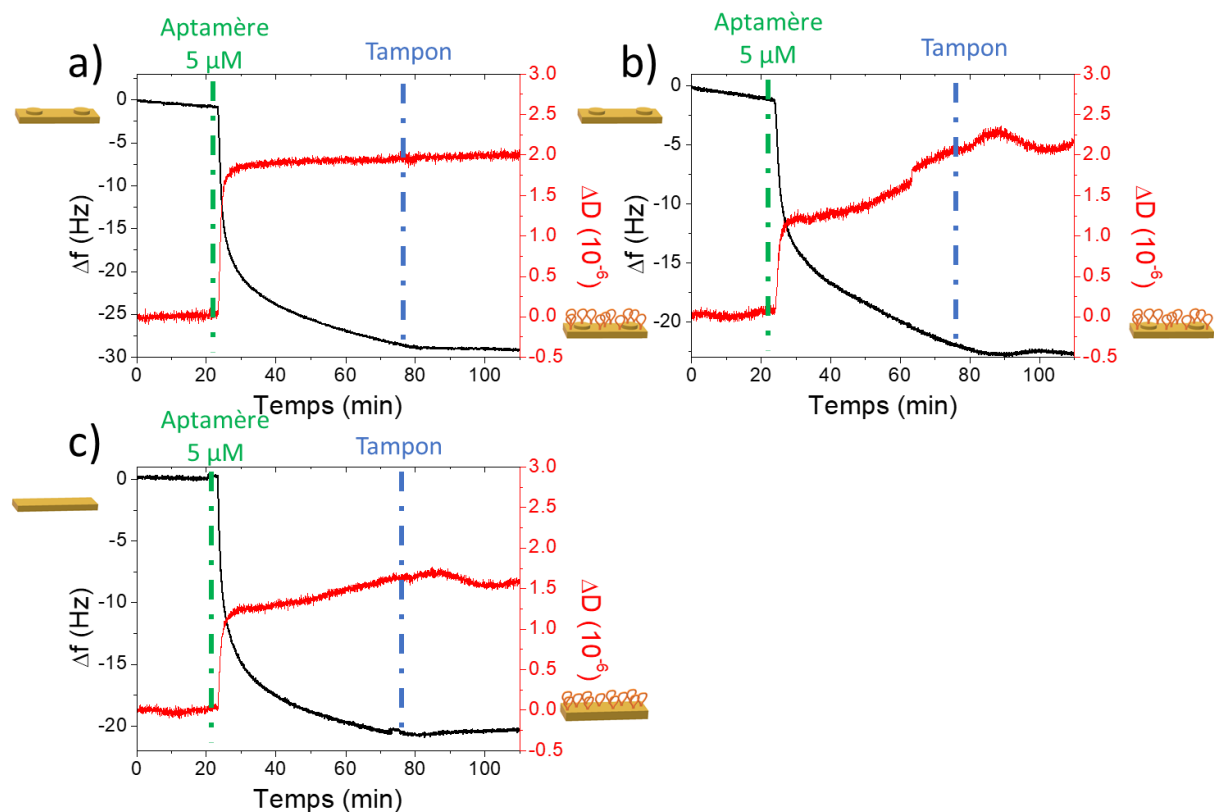 a)
Aptamère
5 µM
Tampon
0
-5
-10
-15
-20
-25
-30
Δf (Hz)
3.0
2.5
2.0
1.5
1.0
0.5
0.0
-0.5
ΔD (10⁻⁶)
0 20 40 60 80 100
Temps (min)
b)
Aptamère
5 µM
Tampon
0
-5
-10
-15
-20
Δf (Hz)
3.0
2.5
2.0
1.5
1.0
0.5
0.0
-0.5
ΔD (10⁻⁶)
0 20 40 60 80 100
Temps (min)
c)
Aptamère
5 µM
Tampon
0
-5
-10
-15
-20
Δf (Hz)
3.0
2.5
2.0
1.5
1.0
0.5
0.0
-0.5
ΔD (10⁻⁶)
0 20 40 60 80 100
Temps (min)